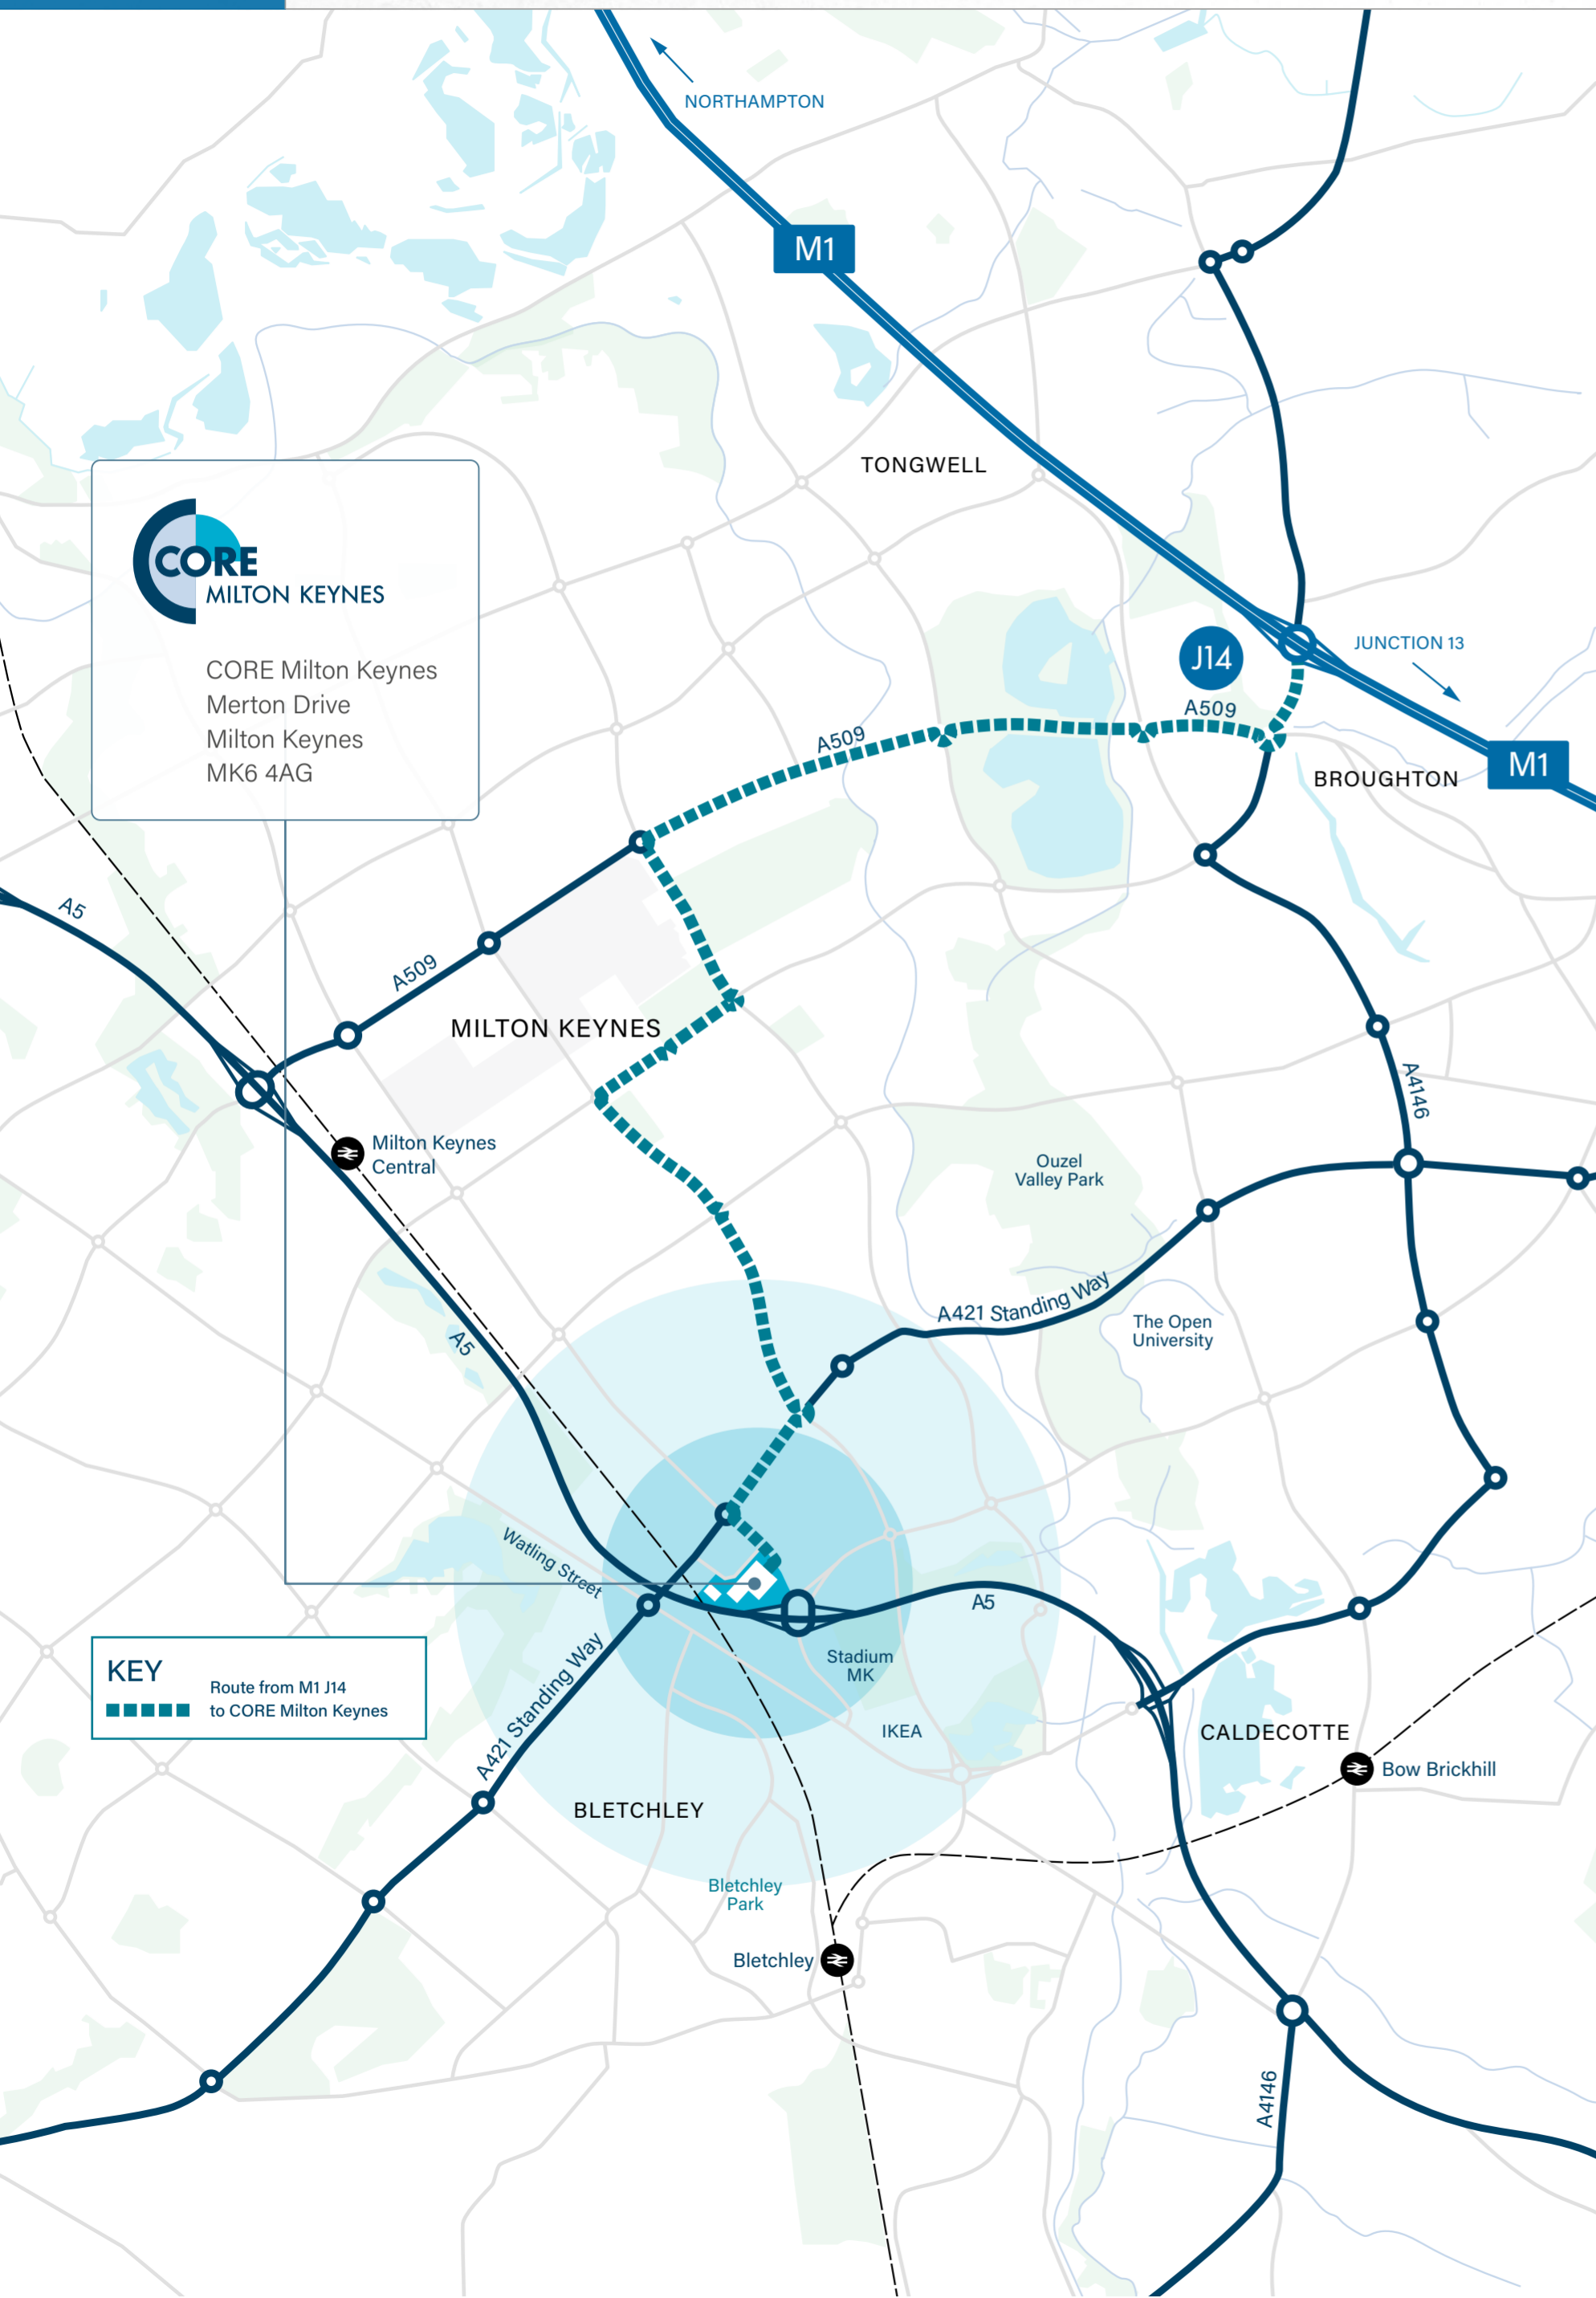 NORTHAMPTON
M1
TONGWELL
CORE
MILTON KEYNES
CORE Milton Keynes
Merton Drive
Milton Keynes
MK6 4AG
J14
JUNCTION 13
A509
A509
M1
BROUGHTON
A5
A509
MILTON KEYNES
A4146
Milton Keynes
Central
Ouzel
Valley Park
A421 Standing Way
The Open
University
A5
Watling Street
A5
KEY
Route from M1 J14
to CORE Milton Keynes
A421 Standing Way
Stadium
MK
IKEA
CALDECOTTE
Bow Brickhill
BLETCHLEY
Bletchley
Park
Bletchley
A4146